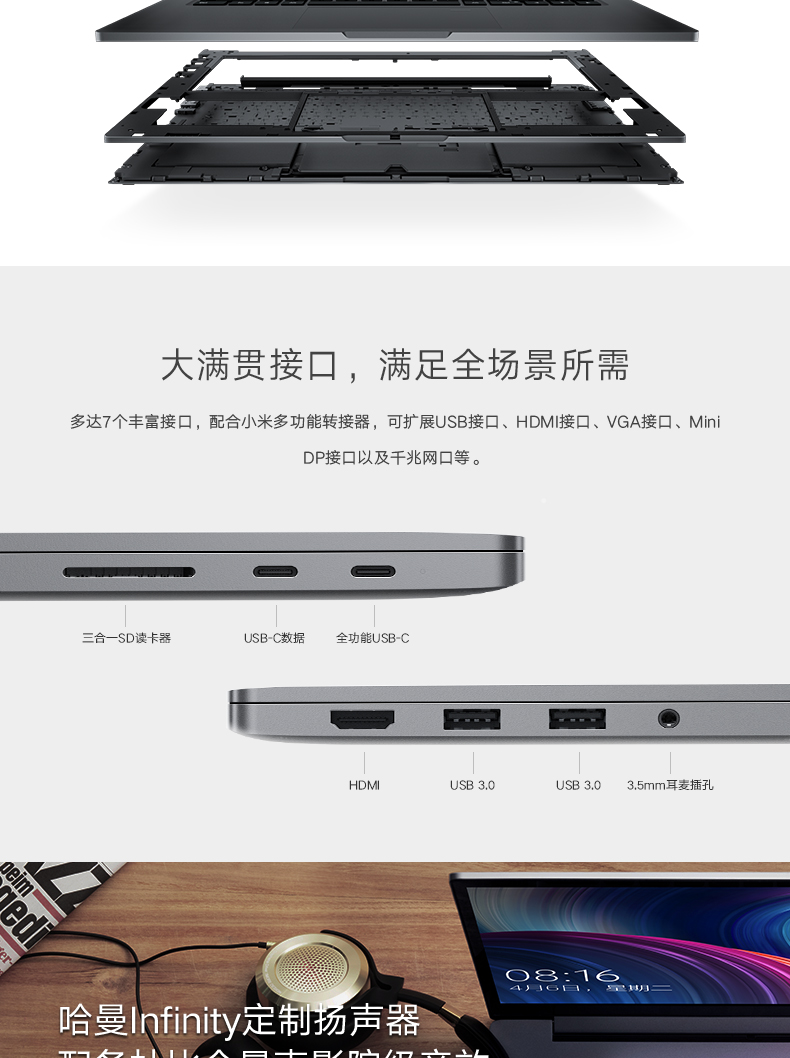 大满贯接口，满足全场景所需
多达7个丰富接口，配合小米多功能转接器，可扩展USB接口、HDMI接口、VGA接口、Mini
DP接口以及千兆网口等。
三合一SD读卡器
USB-C数据
全功能USB-C
HDMI
USB 3.0
USB 3.0
3.5mm耳麦插孔
08:16
4月6日，星期二
哈曼Infinity定制扬声器